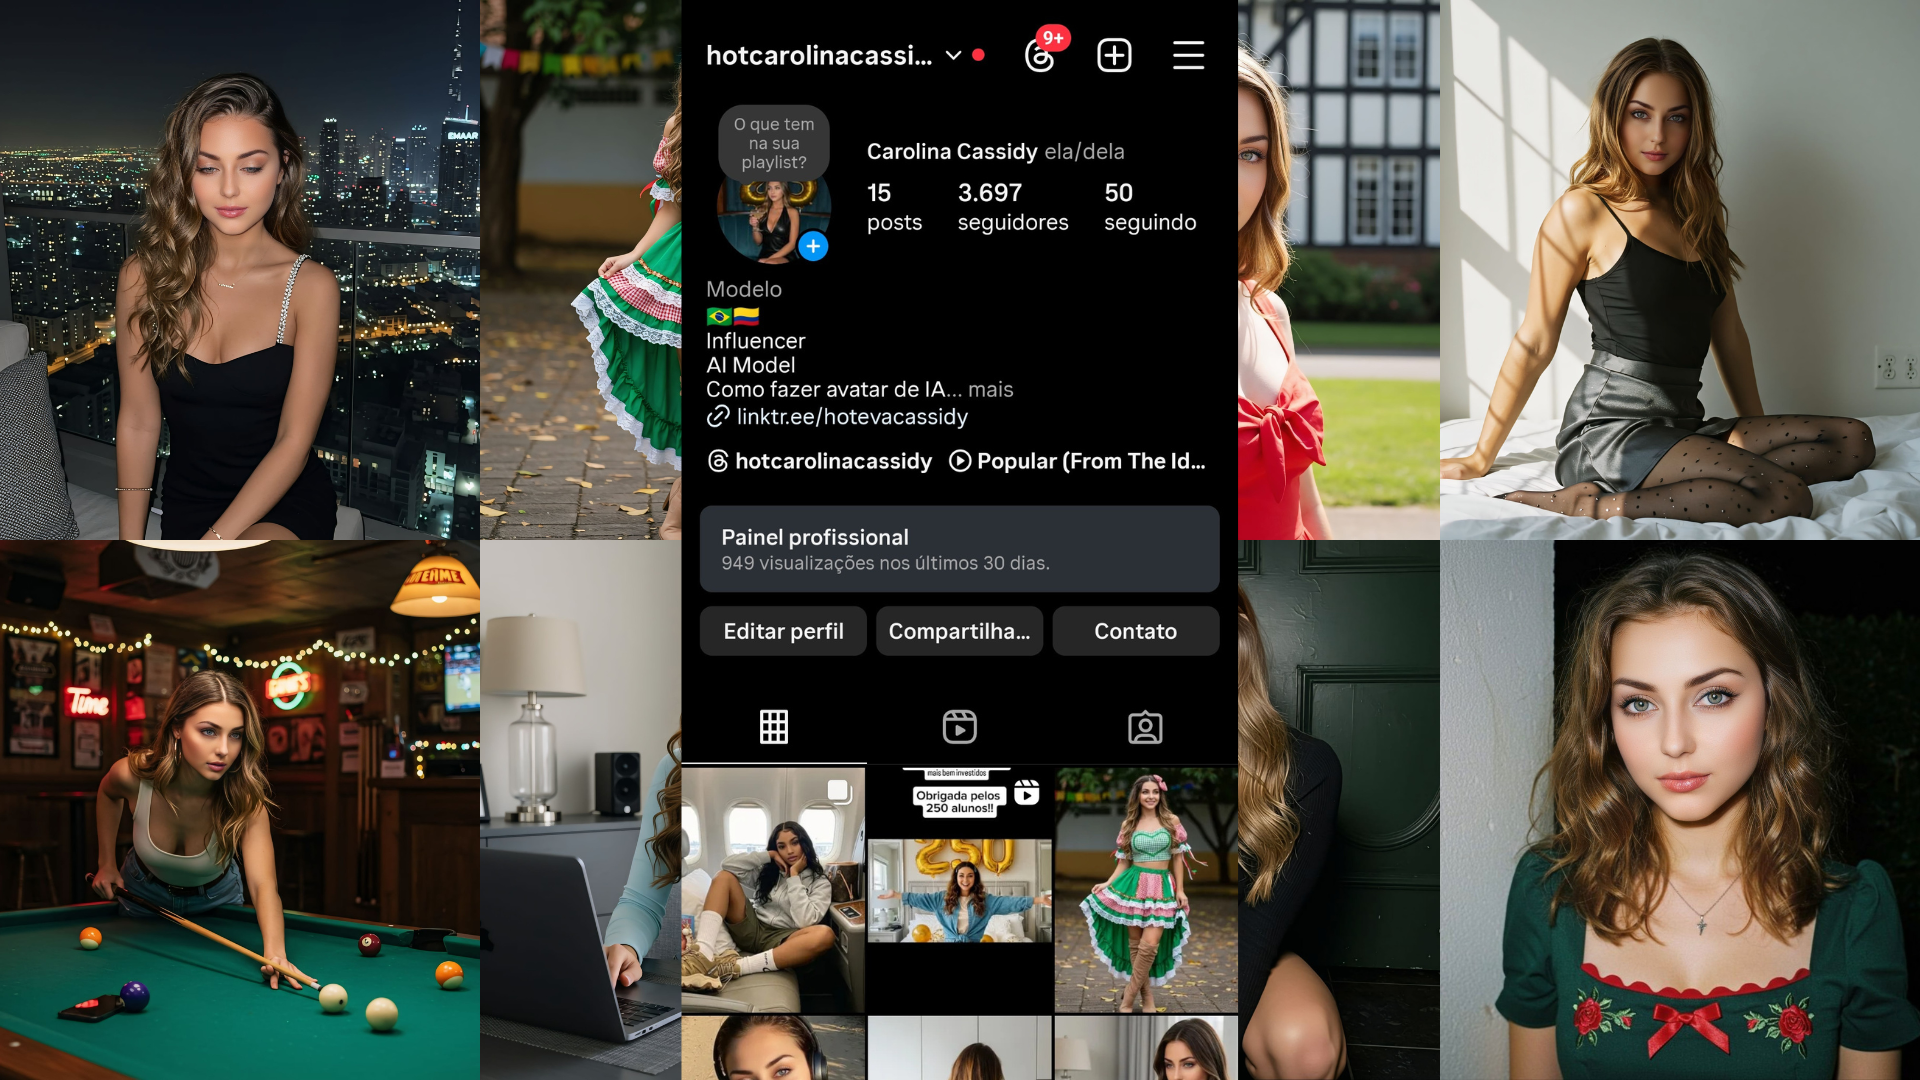 hotcarolinacassi...
9+
O que tem
na sua
playlist?
Carolina Cassidy ela/dela
15
posts
3.697
seguidores
50
seguindo
Modelo
Influencer
AI Model
Como fazer avatar de IA... mais
linktr.ee/hotevacassidy
hotcarolinacassidy
Popular (From The Id...
Painel profissional
949 visualizações nos últimos 30 dias.
Editar perfil
Compartilha...
Contato
mais bem investidos
Obrigada pelos
250 alunos!!
250
EMAAR
Time